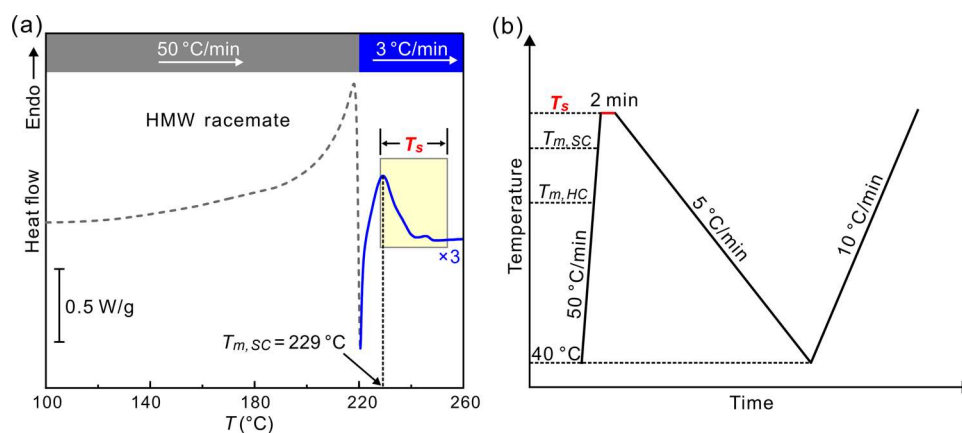 (a)
50 °C/min
3 °C/min
Endo
Heat flow
HMW racemate
Ts
×3
0.5 W/g
Tm, SC = 229 °C
100
140
180
220
260
T (°C)
(b)
Ts
2 min
Tm, SC
Tm, HC
Temperature
50 °C/min
5 °C/min
10 °C/min
40 °C
Time